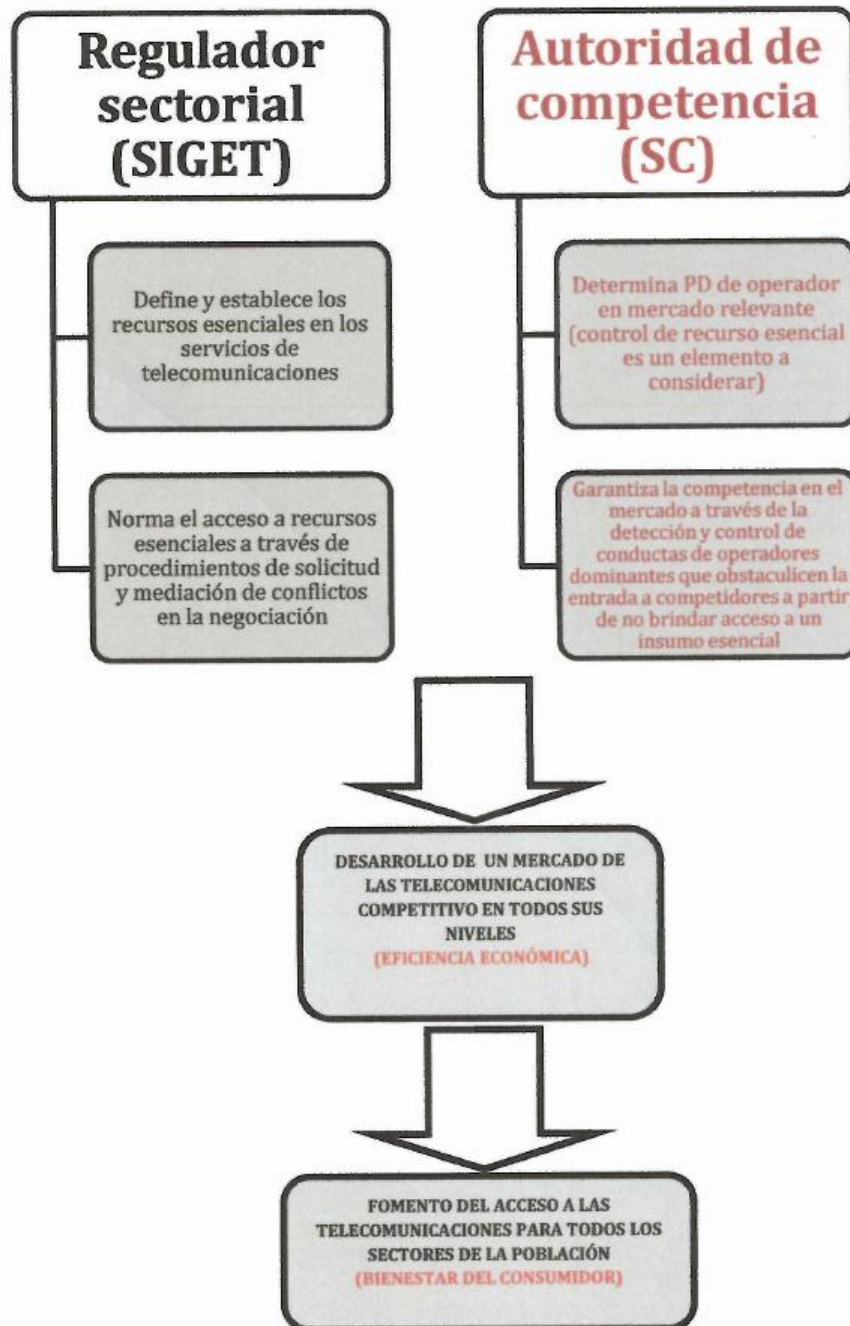 Regulador
sectorial
(SIGET)
Autoridad de
competencia
(SC)
Define y establece los
recursos esenciales en los
servicios de
telecomunicaciones
Determina PD de operador
en mercado relevante
(control de recurso esencial
es un elemento a
considerar)
Norma el acceso a recursos
esenciales a través de
procedimientos de solicitud
y mediación de conflictos
en la negociación
Garantiza la competencia en el
mercado a través de la
detección y control de
conductas de operadores
dominantes que obstaculicen la
entrada a competidores a partir
de no brindar acceso a un
insumo esencial
DESARROLLO DE UN MERCADO DE
LAS TELECOMUNICACIONES
COMPETITIVO EN TODOS SUS
NIVELES
(EFICIENCIA ECONÓMICA)
FOMENTO DEL ACCESO A LAS
TELECOMUNICACIONES PARA TODOS LOS
SECTORES DE LA POBLACIÓN
(BIENESTAR DEL CONSUMIDOR)